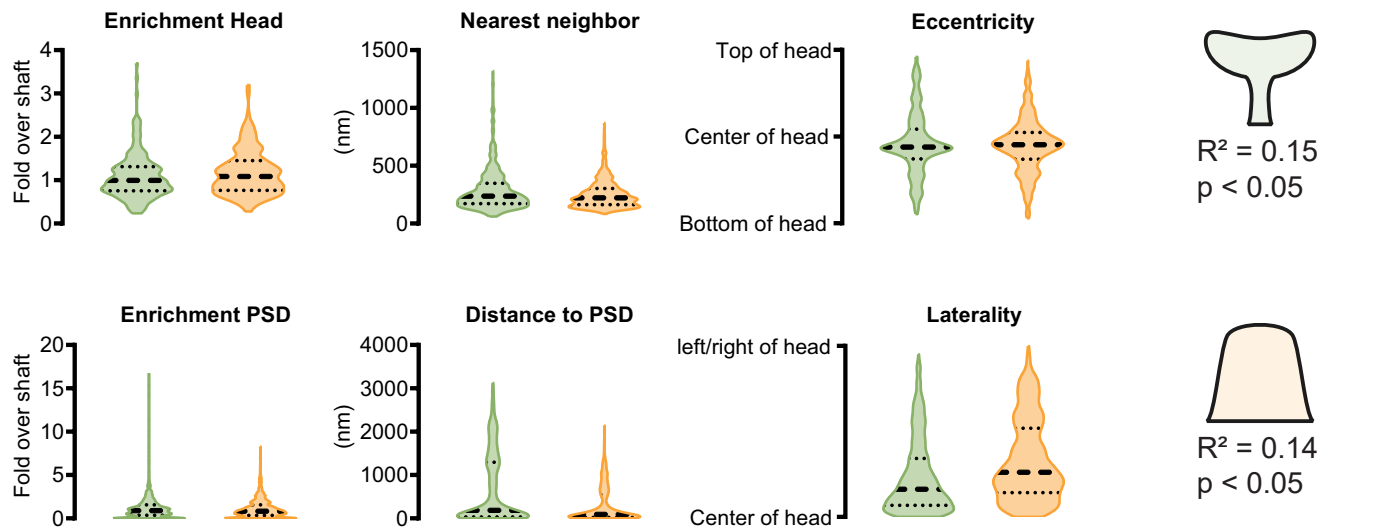 Enrichment Head
Fold over shaft
4
3
2
1
0
Nearest neighbor
(nm)
1500
1000
500
0
Eccentricity
Top of head
Center of head
Bottom of head
R² = 0.15
p < 0.05
Enrichment PSD
Fold over shaft
20
15
10
5
0
Distance to PSD
(nm)
4000
3000
2000
1000
0
Laterality
left/right of head
Center of head
R² = 0.14
p < 0.05